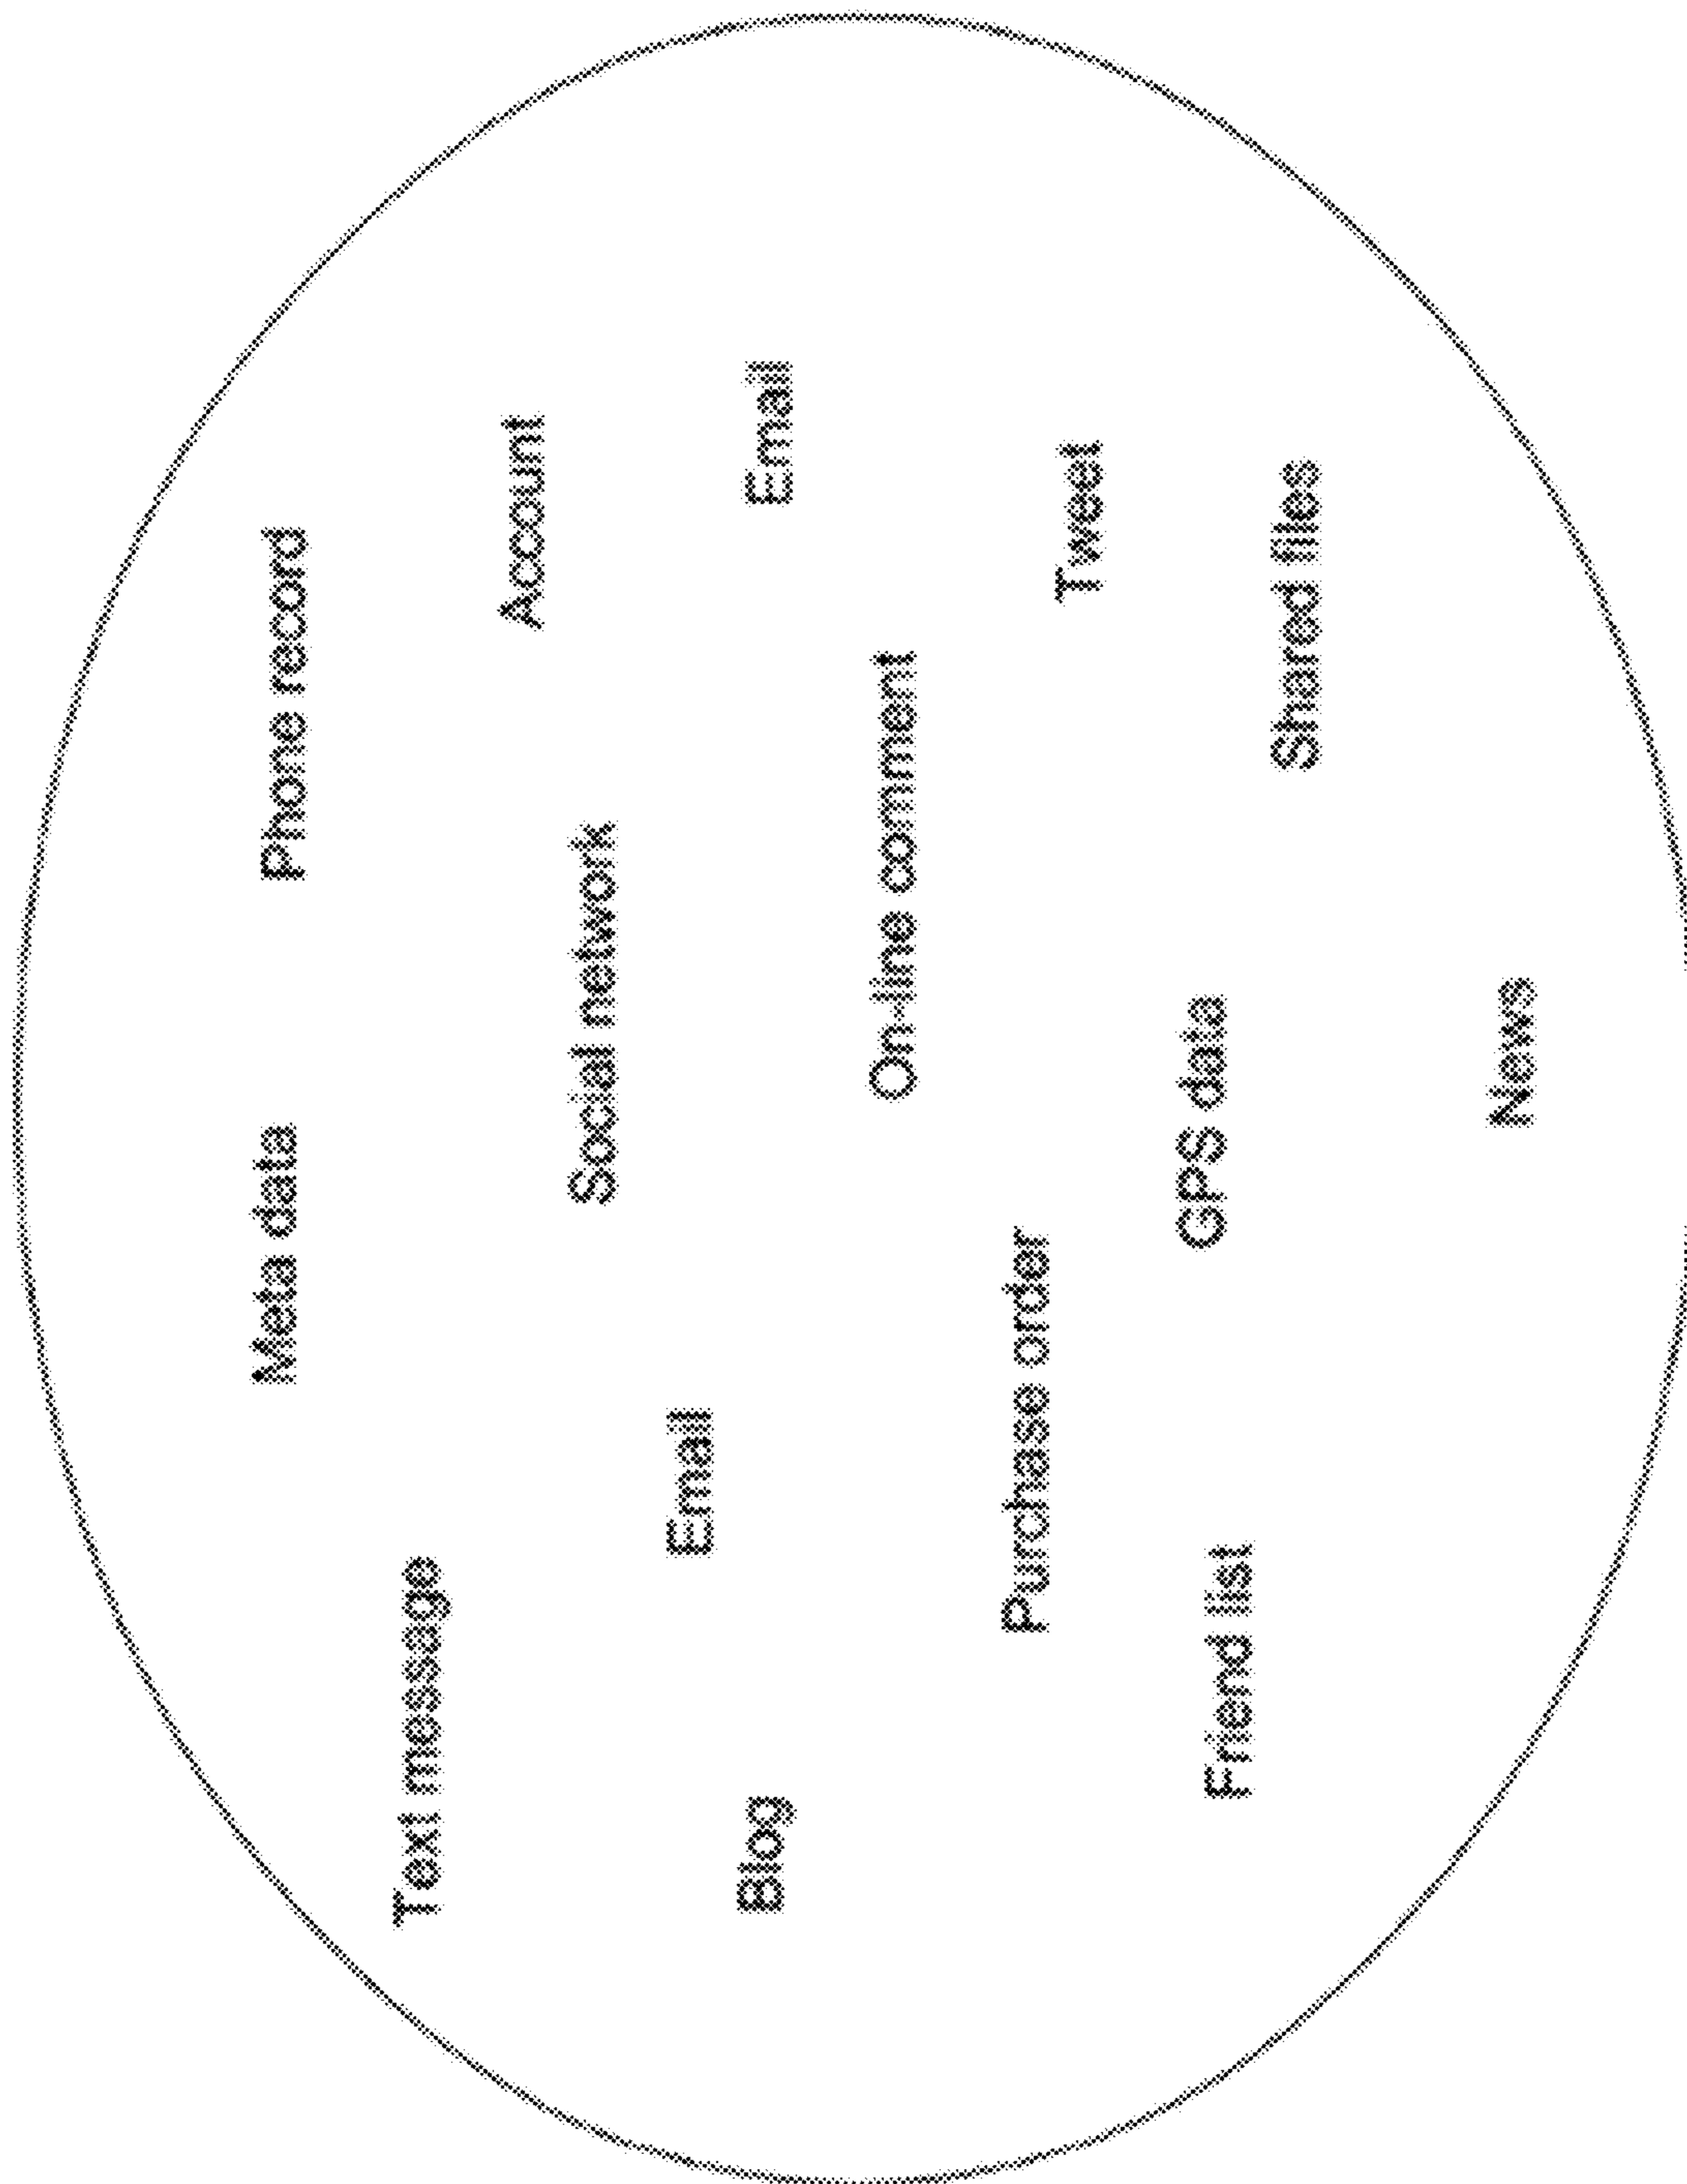 Meta data
Phone record
Text message
Account
Social network
Email
Blog
Email
On-line comment
Purchase order
Tweet
GPS data
Friend list
Shared files
News